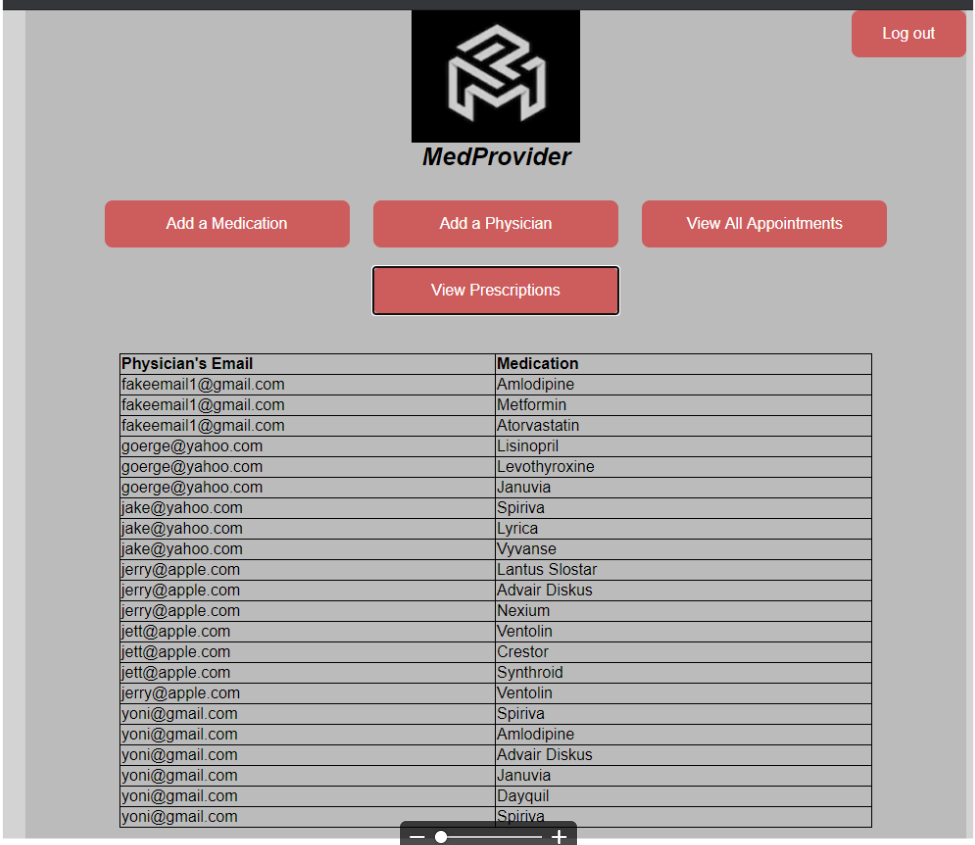 Log out
MedProvider
Add a Medication Add a Physician View All Appointments
View Prescriptions
Physician's Email Medication
fakeemail1@gmail.com Amlodipine
fakeemail1@gmail.com Metformin
fakeemail1@gmail.com Atorvastatin
goerge@yahoo.com Lisinopril
goerge@yahoo.com Levothyroxine
goerge@yahoo.com Januvia
jake@yahoo.com Spiriva
jake@yahoo.com Lyrica
jake@yahoo.com Vyvanse
jerry@apple.com Lantus Slostar
jerry@apple.com Advair Diskus
jerry@apple.com Nexium
jett@apple.com Ventolin
jett@apple.com Crestor
jett@apple.com Synthroid
jerry@apple.com Ventolin
yoni@gmail.com Spiriva
yoni@gmail.com Amlodipine
yoni@gmail.com Advair Diskus
yoni@gmail.com Januvia
yoni@gmail.com Dayquil
yoni@gmail.com Spiriva